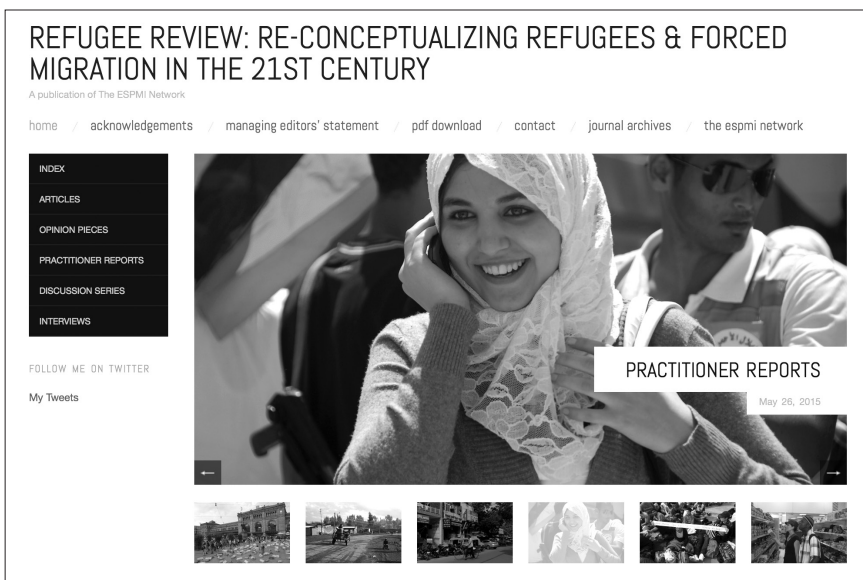 REFUGEE REVIEW: RE-CONCEPTUALIZING REFUGEES & FORCED
MIGRATION IN THE 21ST CENTURY
A publication of The ESPMI Network
home / acknowledgements / managing editors' statement / pdf download / contact / journal archives / the espmi network
INDEX
ARTICLES
OPINION PIECES
PRACTITIONER REPORTS
DISCUSSION SERIES
INTERVIEWS
FOLLOW ME ON TWITTER
My Tweets
PRACTITIONER REPORTS
May 26, 2015
← →